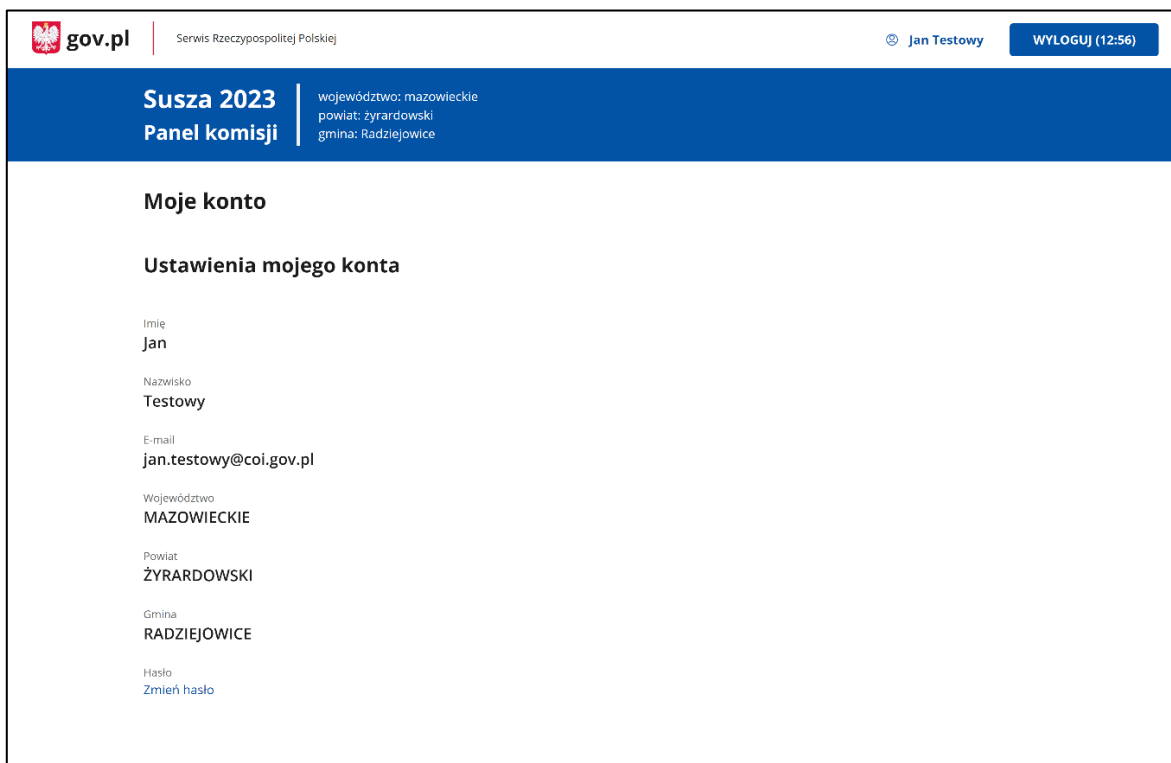 gov.pl
Serwis Rzeczypospolitej Polskiej
Jan Testowy
WYLOGUJ (12:56)
Susza 2023
Panel komisji
województwo: mazowieckie
powiat: żyrardowski
gmina: Radziejowice
Moje konto
Ustawienia mojego konta
Imię
Jan
Nazwisko
Testowy
E-mail
jan.testowy@coi.gov.pl
Województwo
MAZOWIECKIE
Powiat
ŻYRARDOWSKI
Gmina
RADZIEJOWICE
Hasło
Zmień hasło